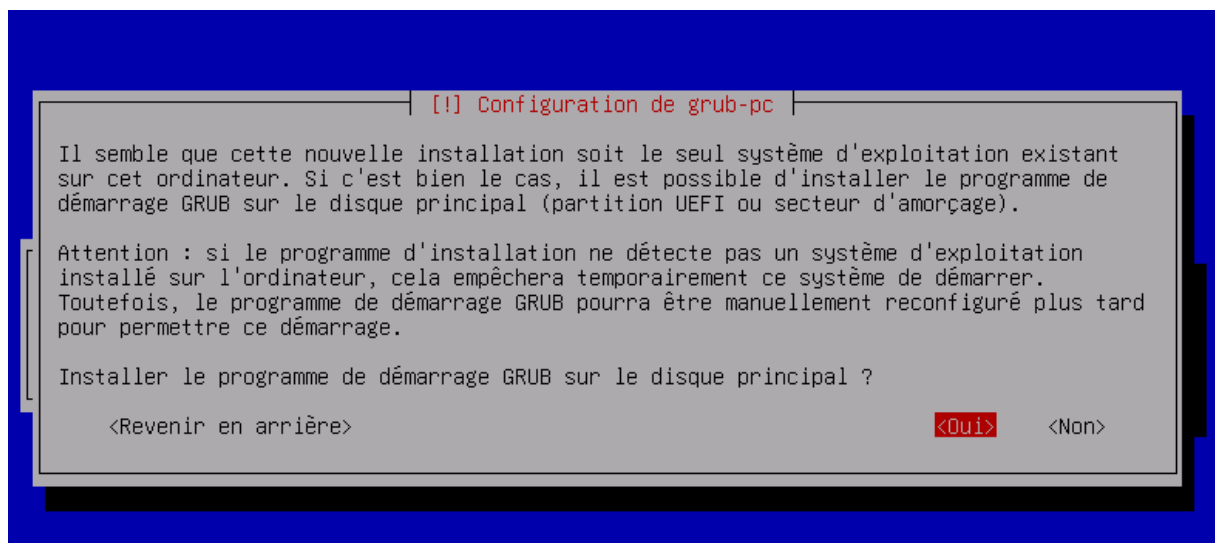 [!] Configuration de grub-pc
Il semble que cette nouvelle installation soit le seul système d'exploitation existant
sur cet ordinateur. Si c'est bien le cas, il est possible d'installer le programme de
démarrage GRUB sur le disque principal (partition UEFI ou secteur d'amorçage).
Attention : si le programme d'installation ne détecte pas un système d'exploitation
installé sur l'ordinateur, cela empêchera temporairement ce système de démarrer.
Toutefois, le programme de démarrage GRUB pourra être manuellement reconfiguré plus tard
pour permettre ce démarrage.
Installer le programme de démarrage GRUB sur le disque principal ?
<Revenir en arrière> <Oui> <Non>